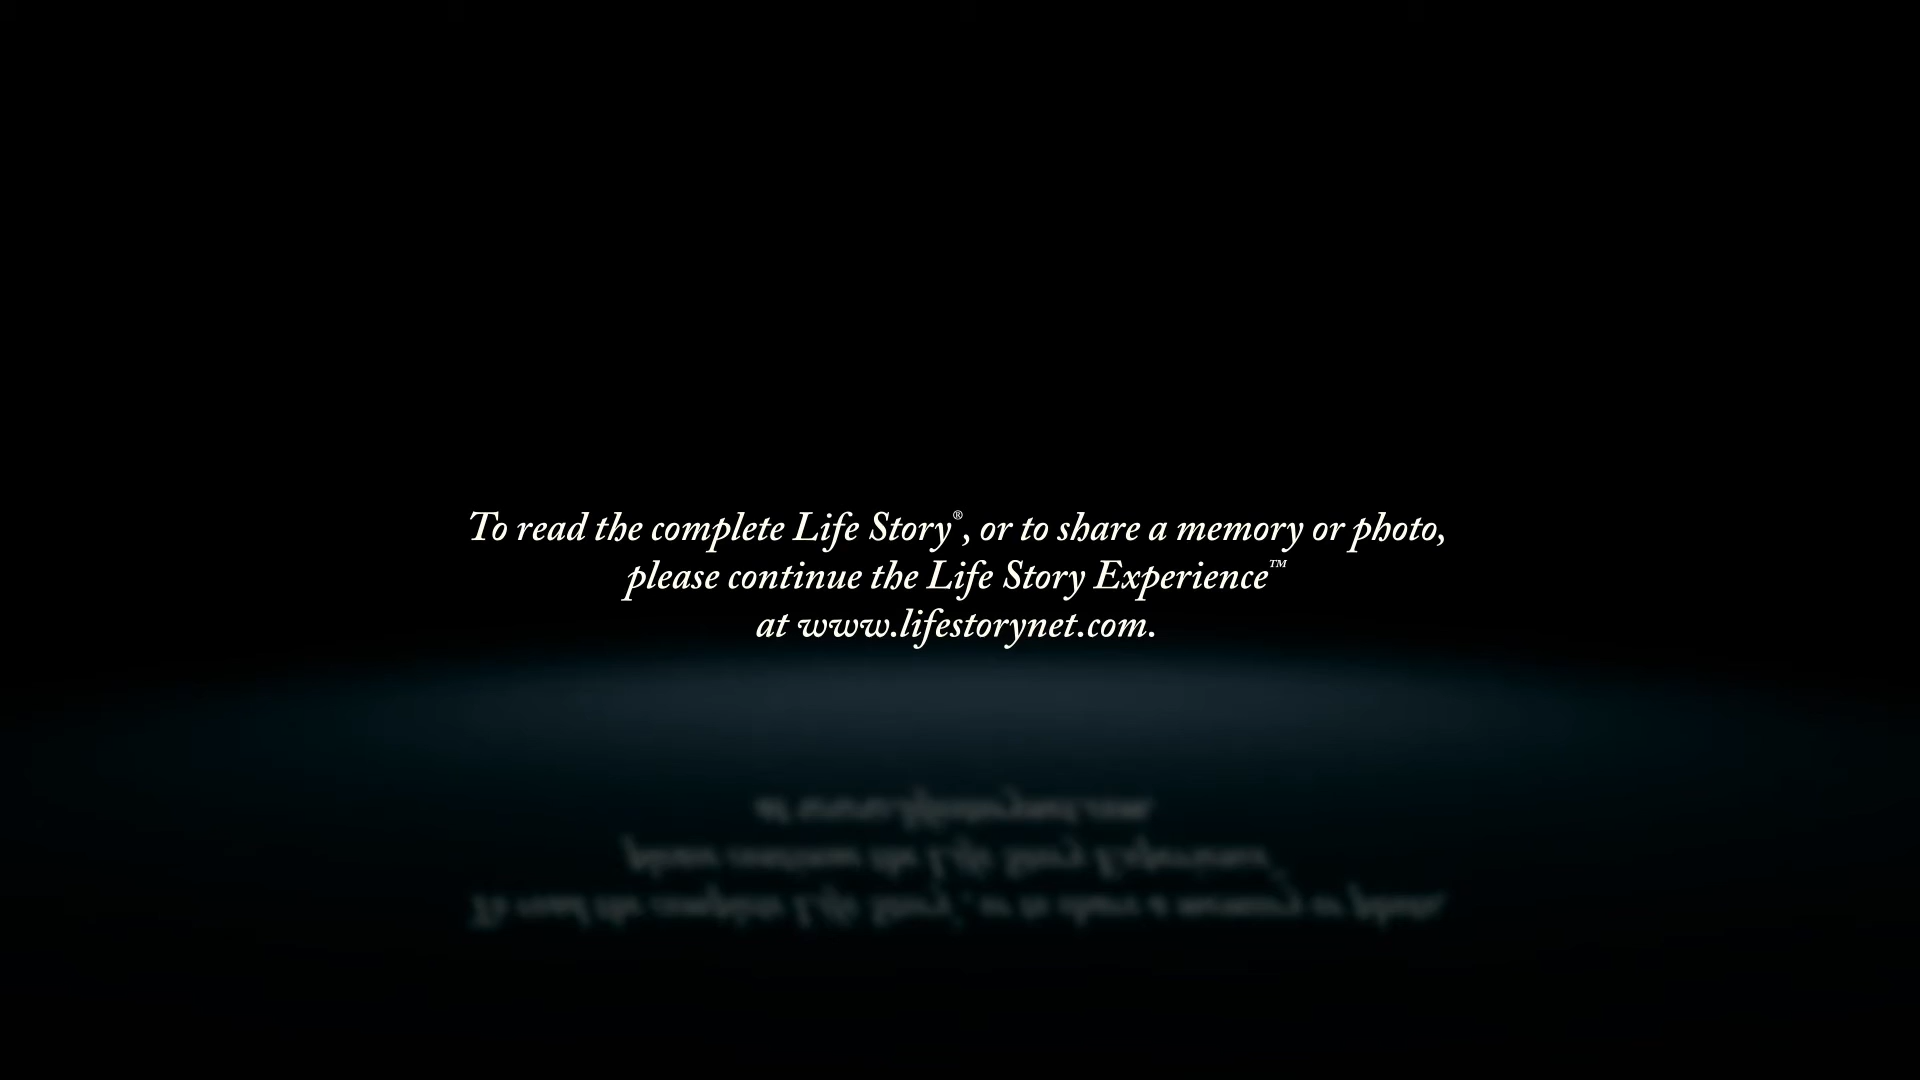 To read the complete Life Story®, or to share a memory or photo,
please continue the Life Story Experience™
at www.lifestorynet.com.